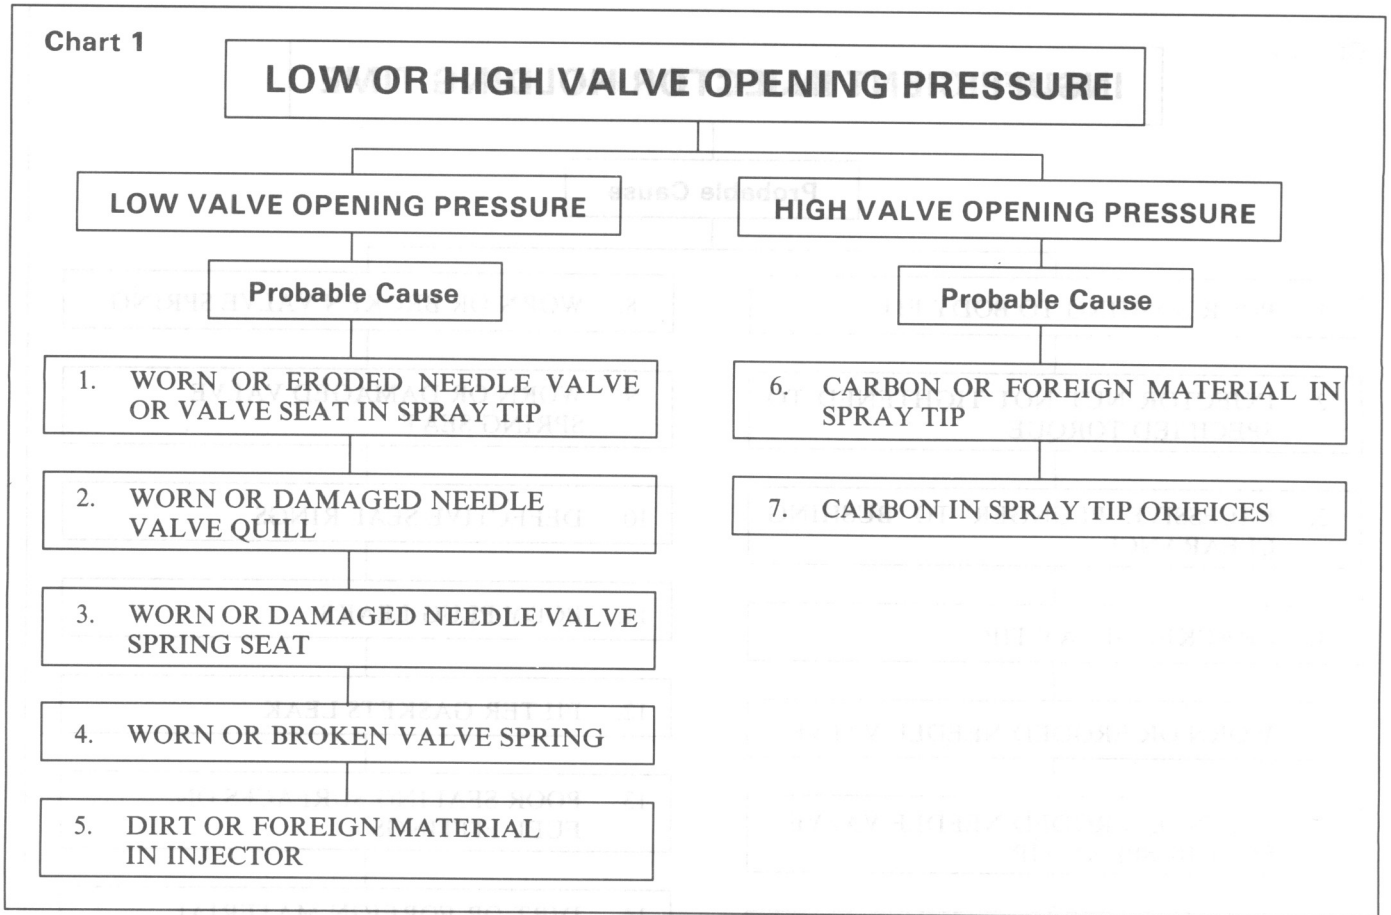 Chart 1
LOW OR HIGH VALVE OPENING PRESSURE
LOW VALVE OPENING PRESSURE
Probable Cause
1. WORN OR ERODED NEEDLE VALVE
OR VALVE SEAT IN SPRAY TIP
2. WORN OR DAMAGED NEEDLE
VALVE QUILL
3. WORN OR DAMAGED NEEDLE VALVE
SPRING SEAT
4. WORN OR BROKEN VALVE SPRING
5. DIRT OR FOREIGN MATERIAL
IN INJECTOR
HIGH VALVE OPENING PRESSURE
Probable Cause
6. CARBON OR FOREIGN MATERIAL IN
SPRAY TIP
7. CARBON IN SPRAY TIP ORIFICES